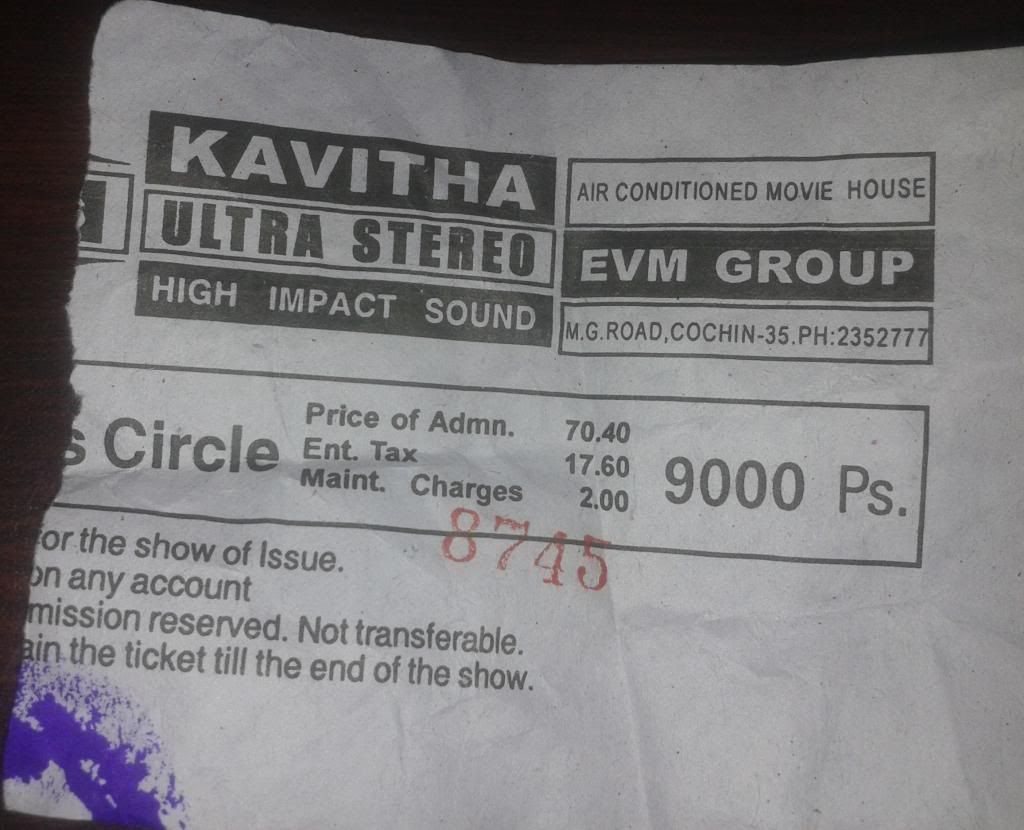 KAVITHA
ULTRA STEREO
HIGH IMPACT SOUND
AIR CONDITIONED MOVIE HOUSE
EVM GROUP
M.G.ROAD,COCHIN-35.PH:2352777
s Circle
Price of Admn. 70.40
Ent. Tax 17.60
Maint. Charges 2.00
9000 Ps.
8745
or the show of Issue.
on any account
mission reserved. Not transferable.
ain the ticket till the end of the show.